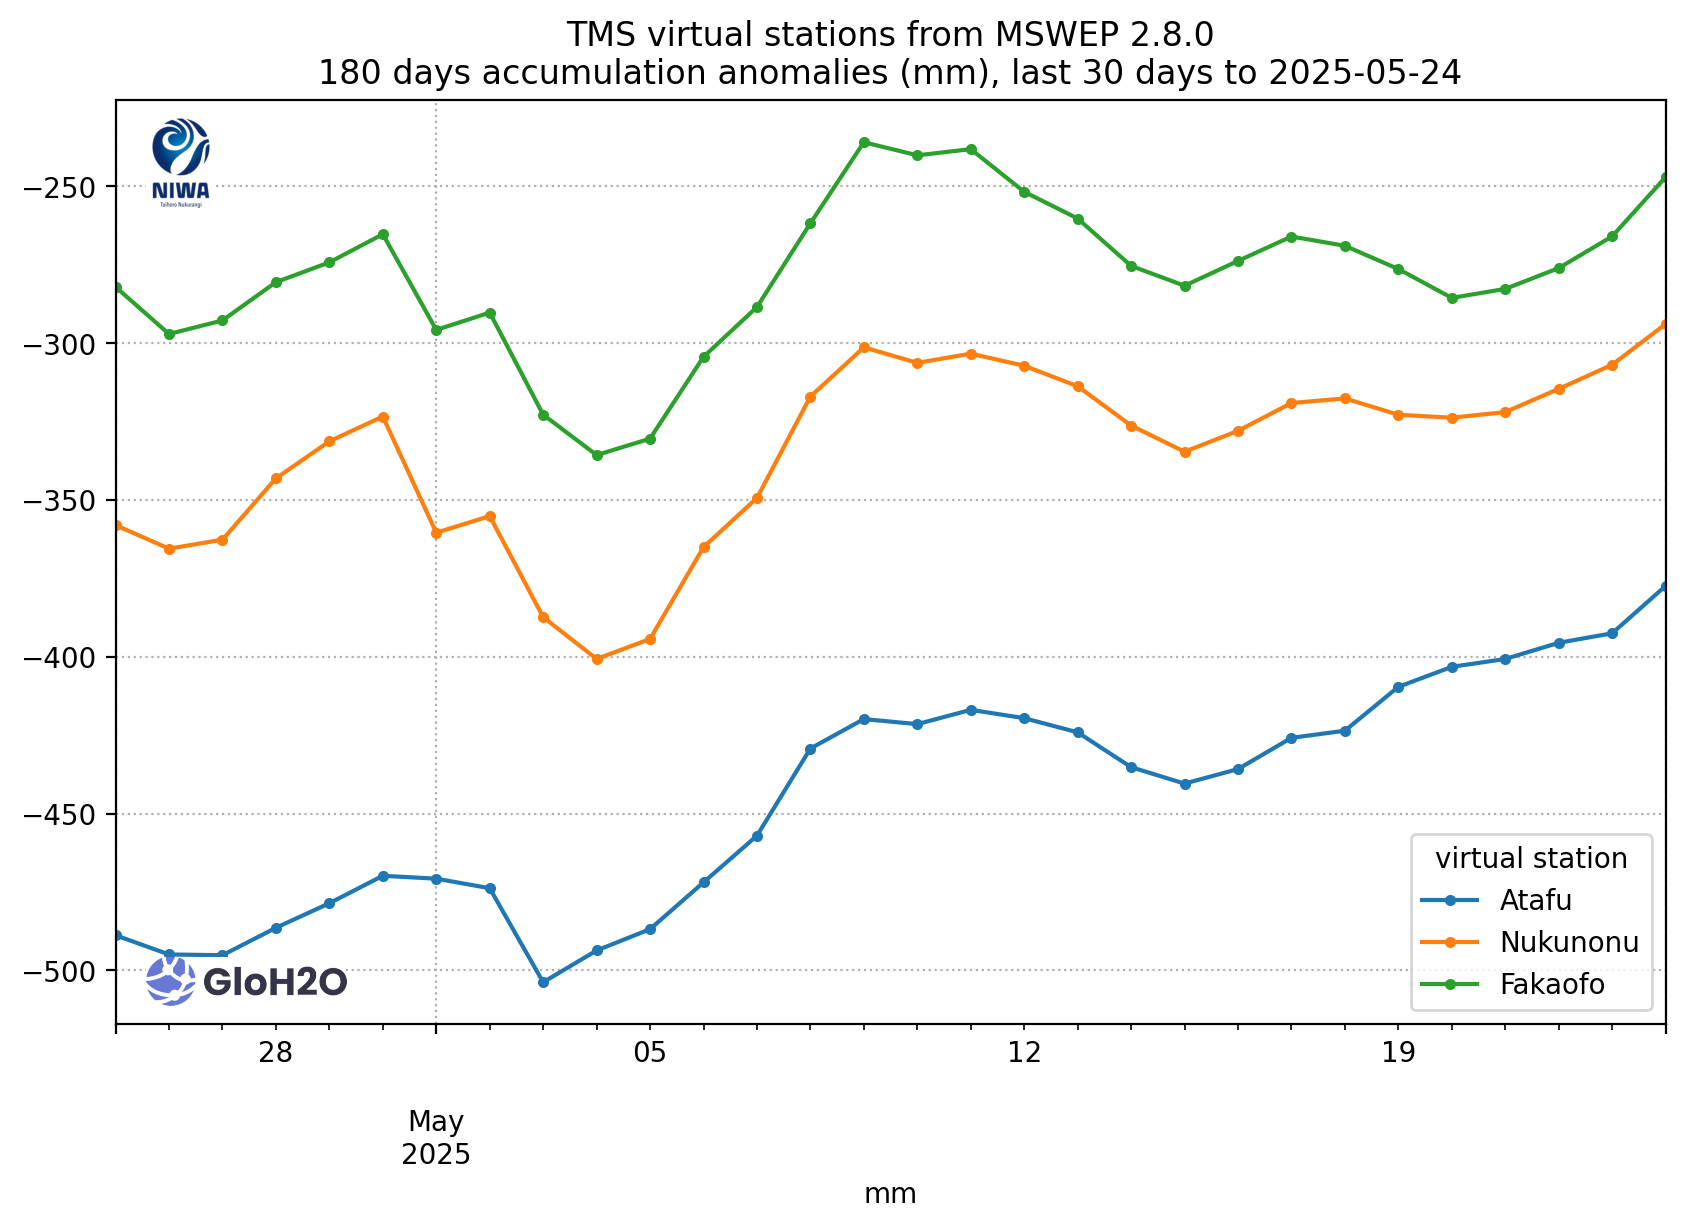 TMS virtual stations from MSWEP 2.8.0
180 days accumulation anomalies (mm), last 30 days to 2025-05-24
NIWA
Taihoro Nukurangi
−250
−300
−350
−400
−450
−500
GloH2O
virtual station
Atafu
Nukunonu
Fakaofo
28
05
12
19
May
2025
mm